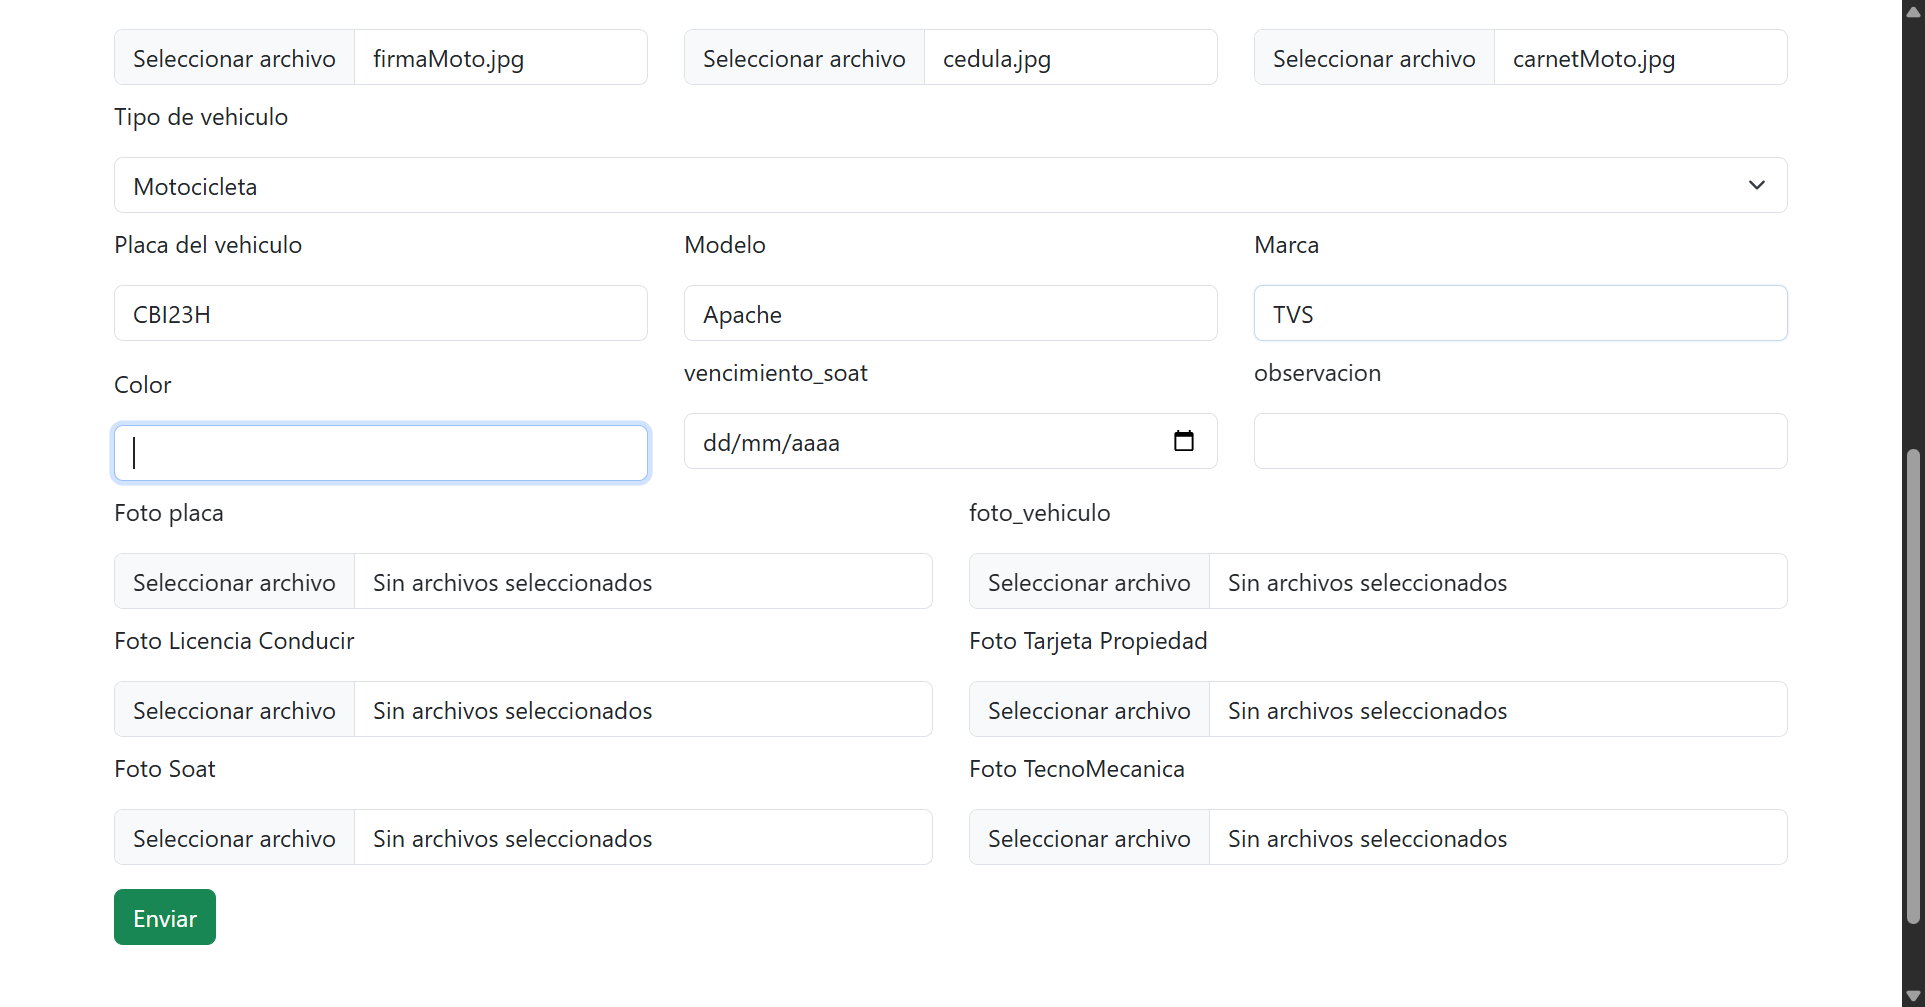 Seleccionar archivo firmaMoto.jpg Seleccionar archivo cedula.jpg Seleccionar archivo carnetMoto.jpg
Tipo de vehiculo
Motocicleta
Placa del vehiculo Modelo Marca
CBI23H Apache TVS
Color vencimiento_soat observacion
dd/mm/aaaa
Foto placa foto_vehiculo
Seleccionar archivo Sin archivos seleccionados Seleccionar archivo Sin archivos seleccionados
Foto Licencia Conducir Foto Tarjeta Propiedad
Seleccionar archivo Sin archivos seleccionados Seleccionar archivo Sin archivos seleccionados
Foto Soat Foto TecnoMecanica
Seleccionar archivo Sin archivos seleccionados Seleccionar archivo Sin archivos seleccionados
Enviar